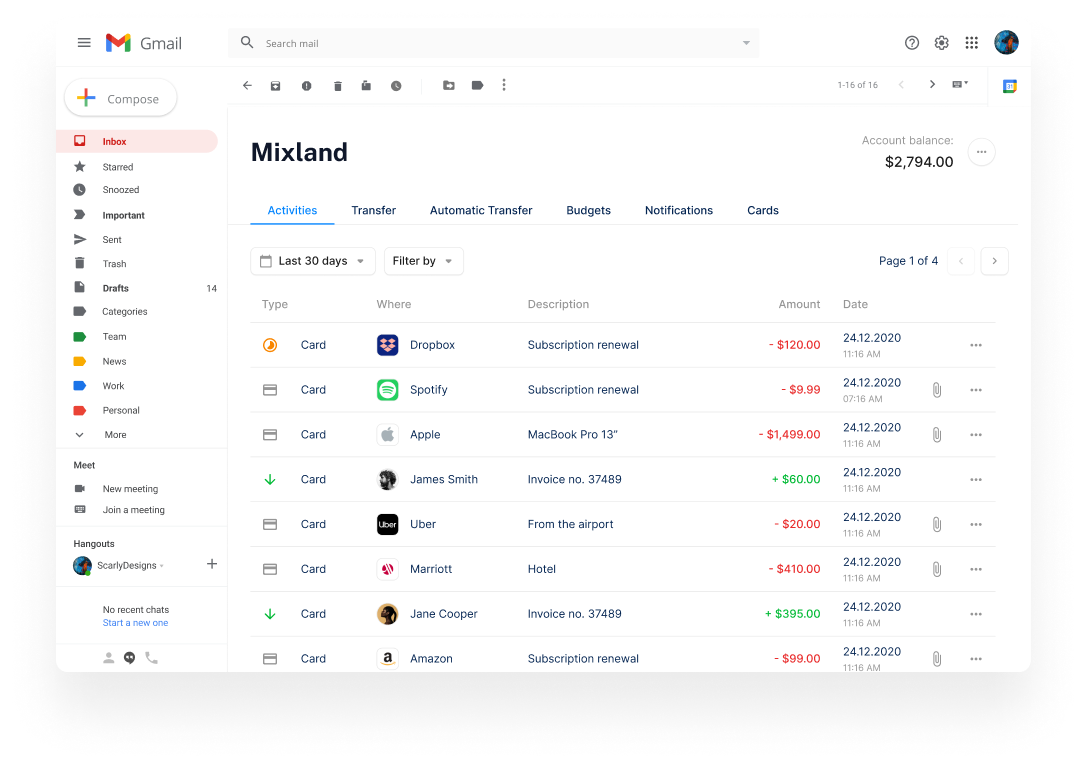 Gmail
Search mail
Compose
1-16 of 16
31
Inbox
Starred
Snoozed
Important
Sent
Trash
Drafts 14
Categories
Team
News
Work
Personal
More
Meet
New meeting
Join a meeting
Hangouts
ScarlyDesigns
No recent chats
Start a new one
Mixland
Account balance:
$2,794.00
Activities Transfer Automatic Transfer Budgets Notifications Cards
Last 30 days Filter by Page 1 of 4
Type Where Description Amount Date
Card Dropbox Subscription renewal - $120.00 24.12.2020
11:16 AM
Card Spotify Subscription renewal - $9.99 24.12.2020
07:16 AM
Card Apple MacBook Pro 13" - $1,499.00 24.12.2020
11:16 AM
Card James Smith Invoice no. 37489 + $60.00 24.12.2020
11:16 AM
Card Uber Uber From the airport - $20.00 24.12.2020
11:16 AM
Card Marriott Hotel - $410.00 24.12.2020
11:16 AM
Card Jane Cooper Invoice no. 37489 + $395.00 24.12.2020
11:16 AM
Card a Amazon Subscription renewal - $99.00 24.12.2020
11:16 AM